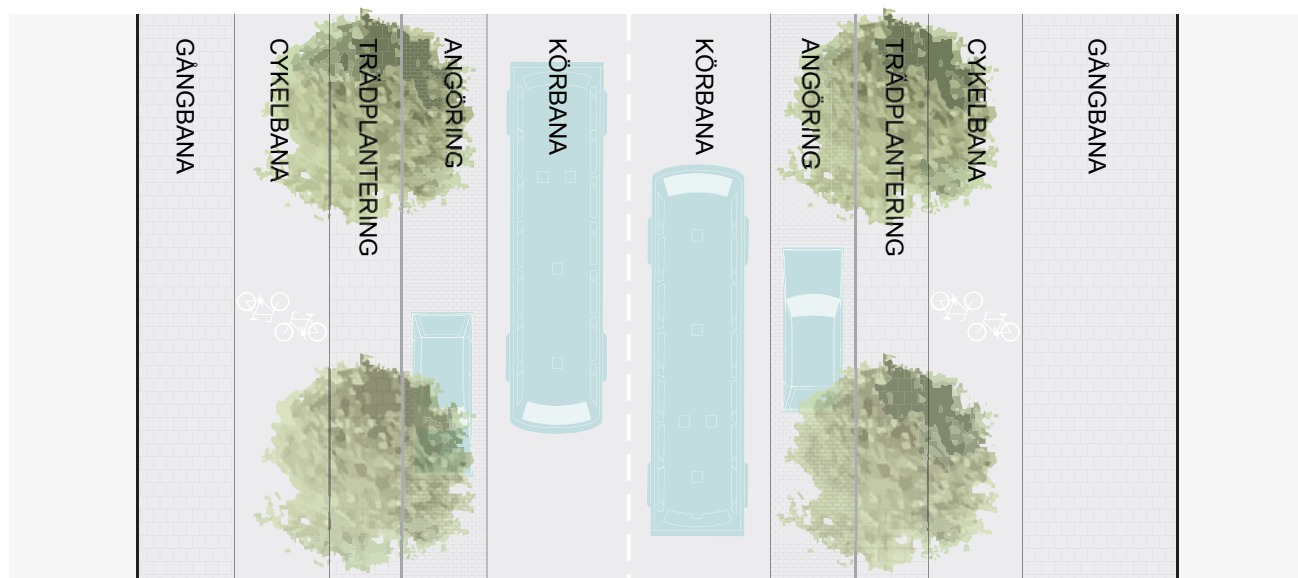 GÅNGBANA
CYKELBANA
TRÄDPLANTERING
ANGÖRING
KÖRBANA
KÖRBANA
ANGÖRING
TRÄDPLANTERING
CYKELBANA
GÅNGBANA